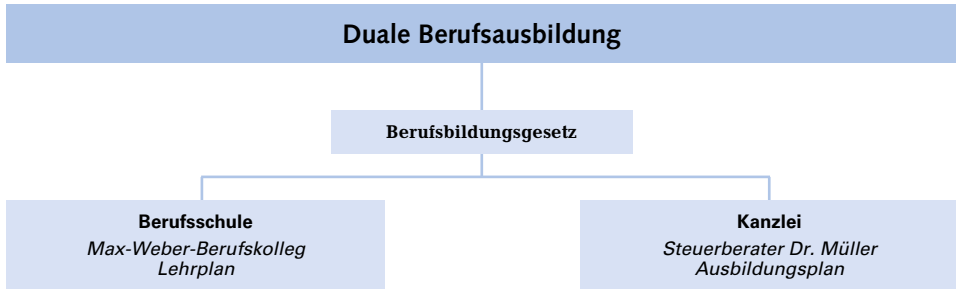 Duale Berufsausbildung
Berufsbildungsgesetz
Berufsschule
Max-Weber-Berufskolleg
Lehrplan
Kanzlei
Steuerberater Dr. Müller
Ausbildungsplan